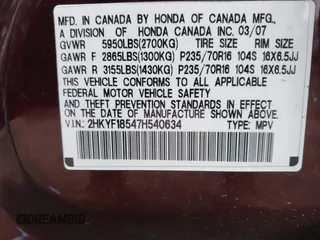 MFD. IN CANADA BY HONDA OF CANADA MFG.,
A DIVISION OF HONDA CANADA INC. 03/07
GVWR 5950LBS(2700KG) TIRE SIZE RIM SIZE
GAWR F 2865LBS(1300KG) P235/70R16 104S 16X6.5JJ
GAWR R 3155LBS(1430KG) P235/70R16 104S 16X6.5JJ
THIS VEHICLE CONFORMS TO ALL APPLICABLE
FEDERAL MOTOR VEHICLE SAFETY
AND THEFT PREVENTION STANDARDS IN EFFECT
ON THE DATE OF MANUFACTURE SHOWN ABOVE.
V.I.N: 2HKYF18547H540634 TYPE: MPV
DREAMBID